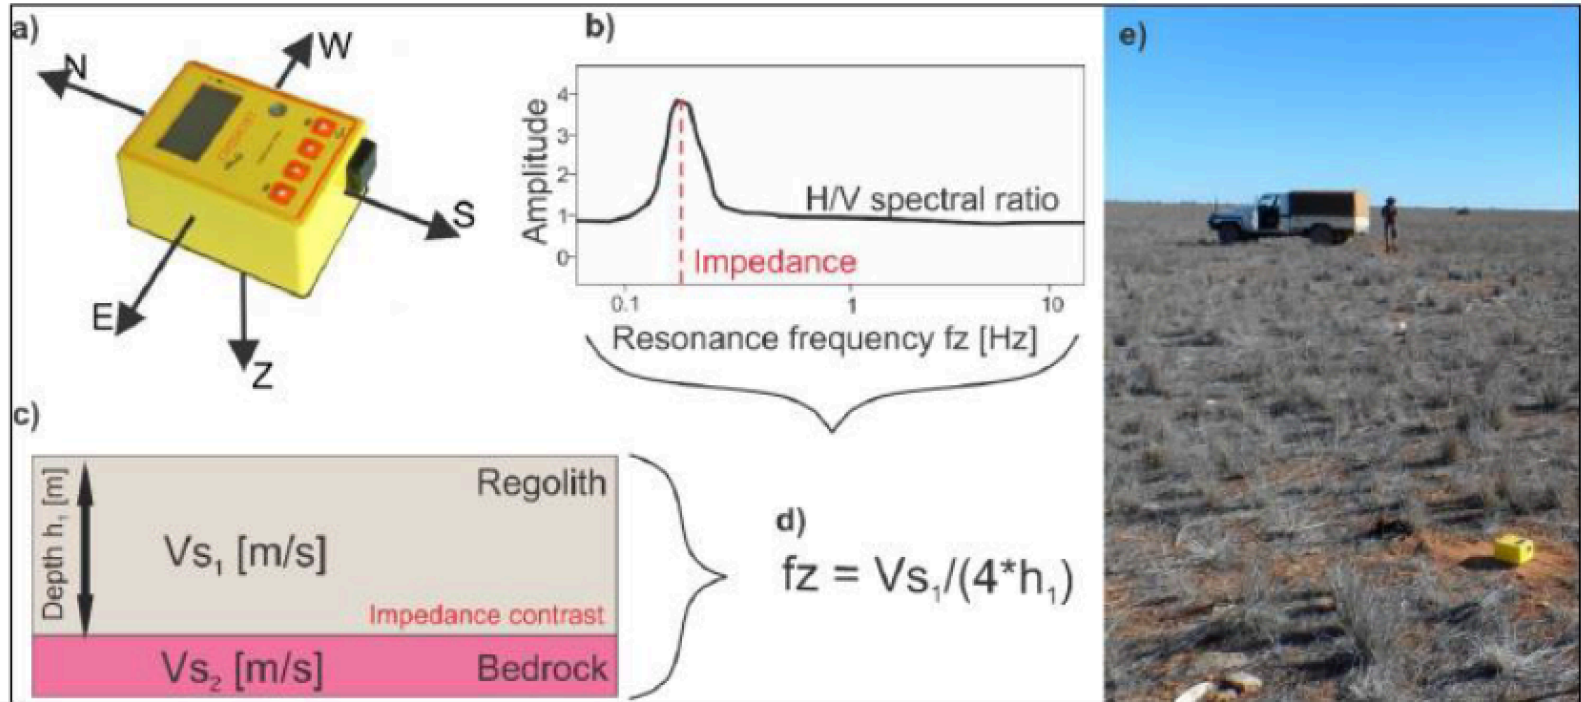 a)
N
W
S
E
Z
b)
Amplitude
4
3
2
1
0
H/V spectral ratio
Impedance
0.1
1
10
Resonance frequency fz [Hz]
c)
Depth h₁ [m]
Regolith
Vs₁ [m/s]
Impedance contrast
Vs₂ [m/s]
Bedrock
d)
fz = Vs₁/(4*h₁)
e)